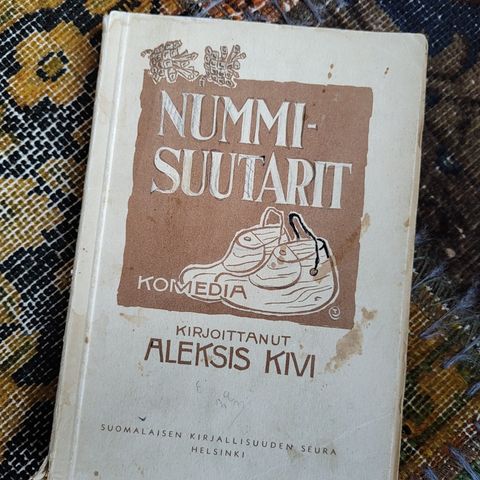 NUMMI-
SUUTARIT
KOMEDIA
KIRJOITTANUT
ALEKSIS KIVI
SUOMALAISEN KIRJALLISUUDEN SEURA
HELSINKI